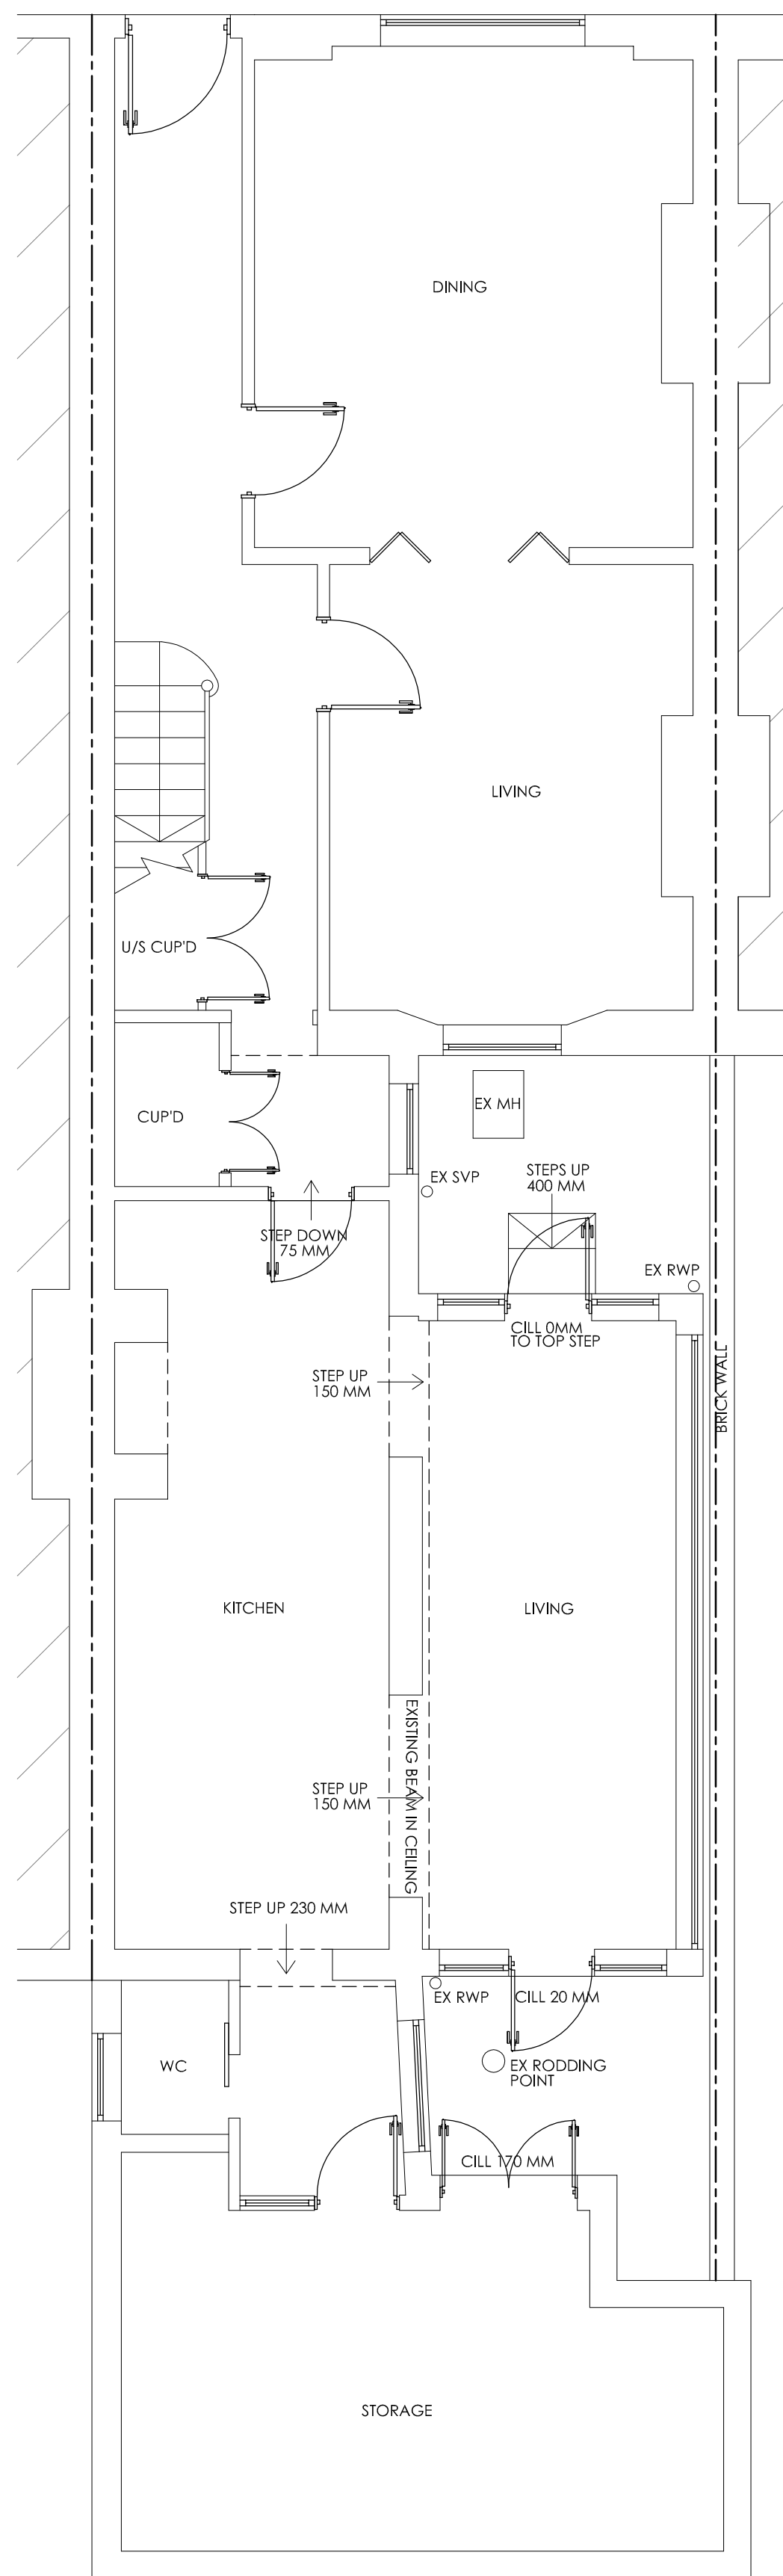 DINING
LIVING
U/S CUP'D
CUP'D
EX MH
EX SVP
STEPS UP
400 MM
STEP DOWN
75 MM
EX RWP
CILL 0MM
TO TOP STEP
BRICK WALL
STEP UP
150 MM
KITCHEN
LIVING
EXISTING BEAM IN CEILING
STEP UP
150 MM
STEP UP 230 MM
EX RWP
CILL 20 MM
WC
EX RODDING
POINT
CILL 170 MM
STORAGE